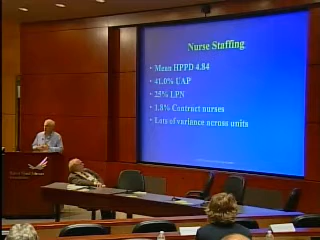 Nurse Staffing
• Mean HPPD 4.84
• 41.0% UAP
• 25% LPN
• 1.8% Contract nurses
• Lots of variance across units